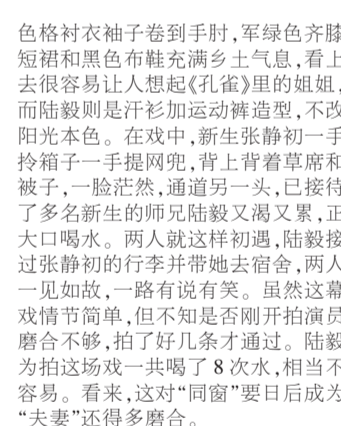 色格衬衣袖子卷到手肘,军绿色齐膝
短裙和黑色布鞋充满乡土气息,看上
去很容易让人想起《孔雀》里的姐姐,
而陆毅则是汗衫加运动裤造型,不改
阳光本色。在戏中,新生张静初一手
拎箱子一手提网兜,背上背着草席和
被子,一脸茫然,通道另一头,已接待
了多名新生的师兄陆毅又渴又累,正
大口喝水。两人就这样初遇,陆毅接
过张静初的行李并带她去宿舍,两人
一见如故,一路有说有笑。虽然这幕
戏情节简单,但不知是否刚开拍演员
磨合不够,拍了好几条才通过。陆毅
为拍这场戏一共喝了8次水,相当不
容易。看来,这对“同窗”要日后成为
“夫妻”还得多磨合。